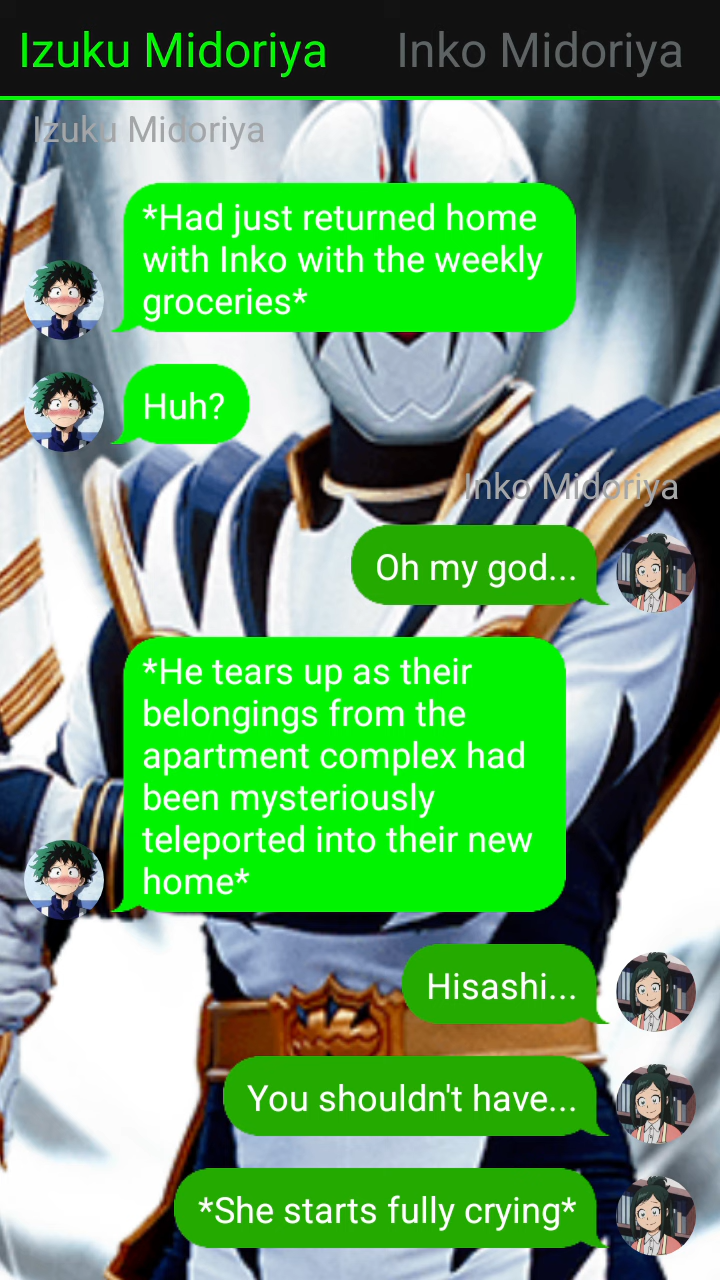 Izuku Midoriya Inko Midoriya
Izuku Midoriya
*Had just returned home
with Inko with the weekly
groceries*
Huh?
Inko Midoriya
Oh my god...
*He tears up as their
belongings from the
apartment complex had
been mysteriously
teleported into their new
home*
Hisashi...
You shouldn't have...
*She starts fully crying*